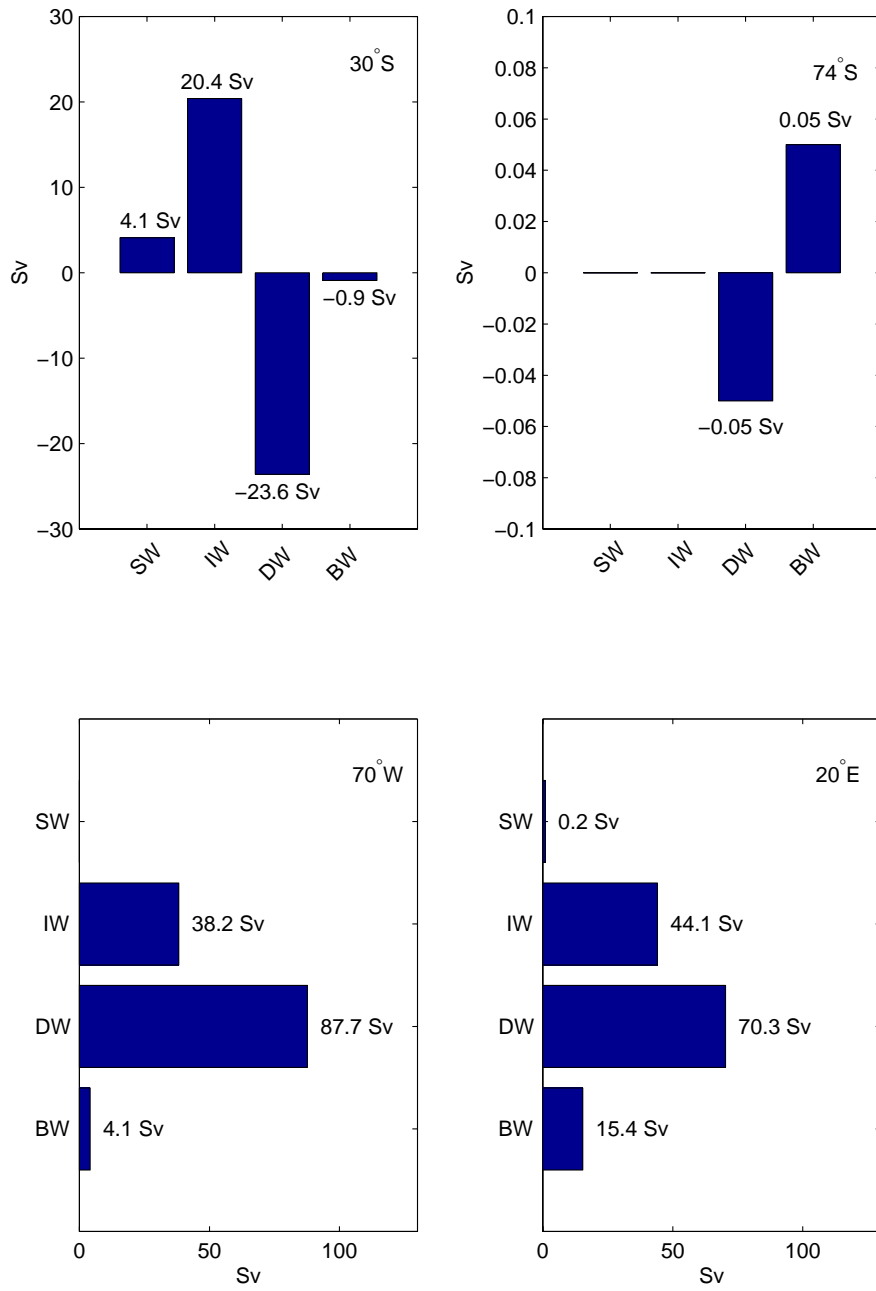 30
20
10
0
−10
−20
−30
Sv
30°S
4.1 Sv
20.4 Sv
−23.6 Sv
−0.9 Sv
SW
IW
DW
BW
0.1
0.08
0.06
0.04
0.02
0
−0.02
−0.04
−0.06
−0.08
−0.1
Sv
74°S
0.05 Sv
−0.05 Sv
SW
IW
DW
BW
70°W
SW
IW
38.2 Sv
DW
87.7 Sv
BW
4.1 Sv
0
50
100
Sv
20°E
SW
0.2 Sv
IW
44.1 Sv
DW
70.3 Sv
BW
15.4 Sv
0
50
100
Sv